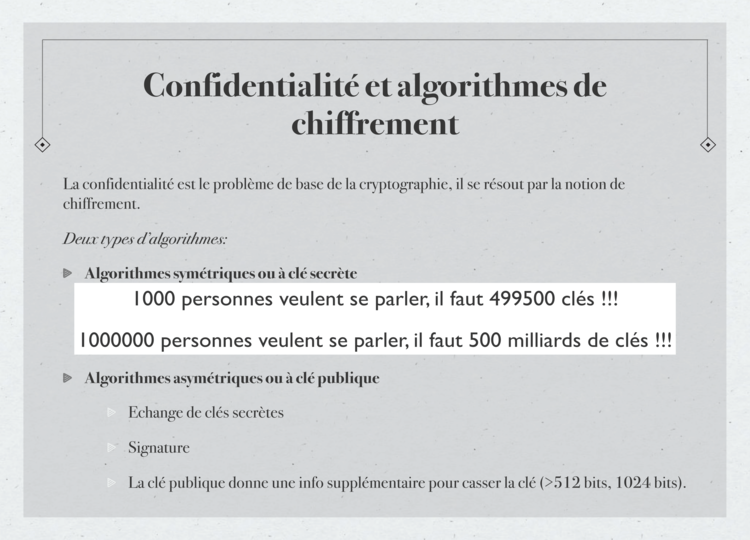 Confidentialité et algorithmes de
chiffrement
La confidentialité est le problème de base de la cryptographie, il se résout par la notion de
chiffrement.
Deux types d'algorithmes:
Algorithmes symétriques ou à clé secrète
1000 personnes veulent se parler, il faut 499500 clés !!!
1000000 personnes veulent se parler, il faut 500 milliards de clés !!!
Algorithmes asymétriques ou à clé publique
Echange de clés secrètes
Signature
La clé publique donne une info supplémentaire pour casser la clé (>512 bits, 1024 bits).